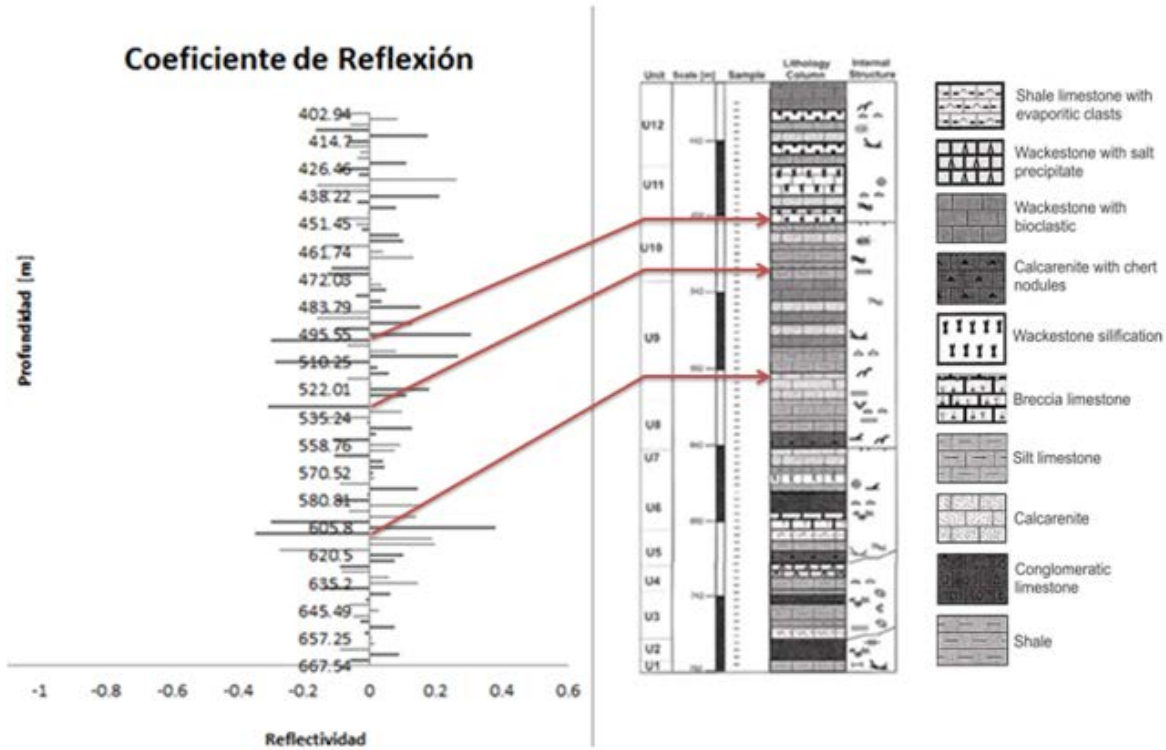 Coeficiente de Reflexión
Profundidad [m]
402.94
414.7
426.46
438.22
451.45
461.74
472.03
483.79
495.55
510.25
522.01
535.24
558.76
570.52
580.81
605.8
620.5
635.2
645.49
657.25
667.54
-1 -0.8 -0.6 -0.4 -0.2 0 0.2 0.4 0.6
Reflectividad
Unit Scale [m] Sample Lithology Column Internal Structure
U12
U11
U10
U9
U8
U7
U6
U5
U4
U3
U2
U1
Shale limestone with
evaporitic clasts
Wackestone with salt
precipitate
Wackestone with
bioclastic
Calcarenite with chert
nodules
Wackestone silification
Breccia limestone
Silt limestone
Calcarenite
Conglomeratic
limestone
Shale